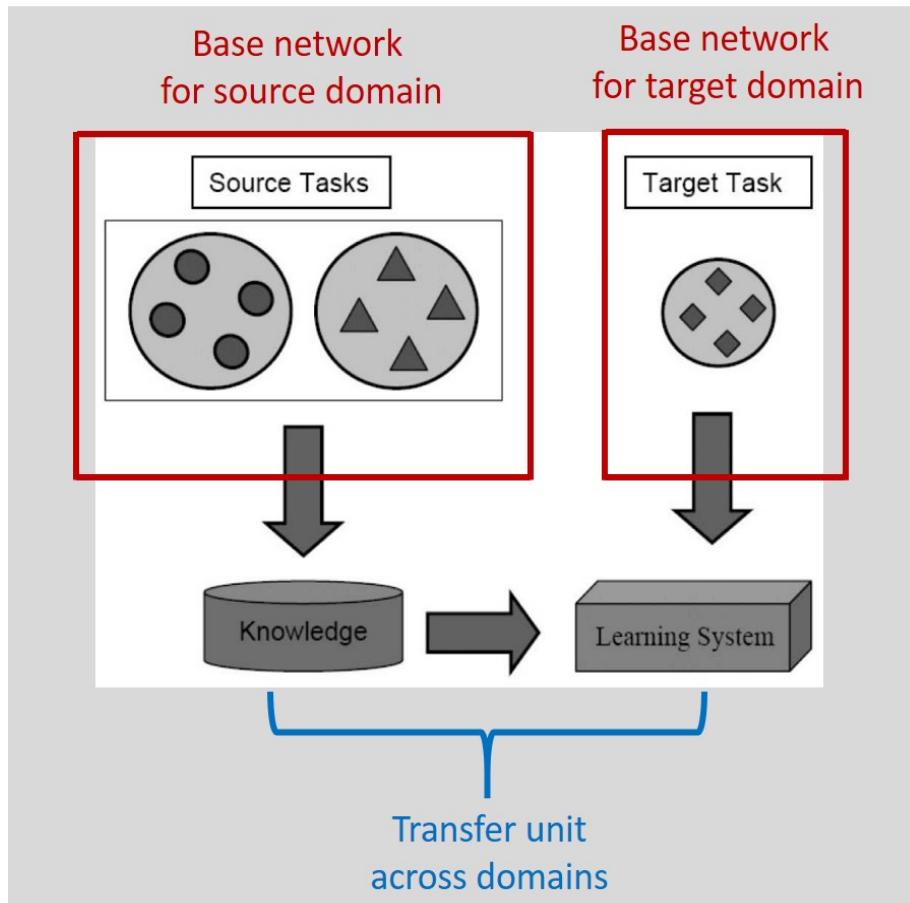 Base network
for source domain
Base network
for target domain
Source Tasks
Target Task
Knowledge
Learning System
Transfer unit
across domains